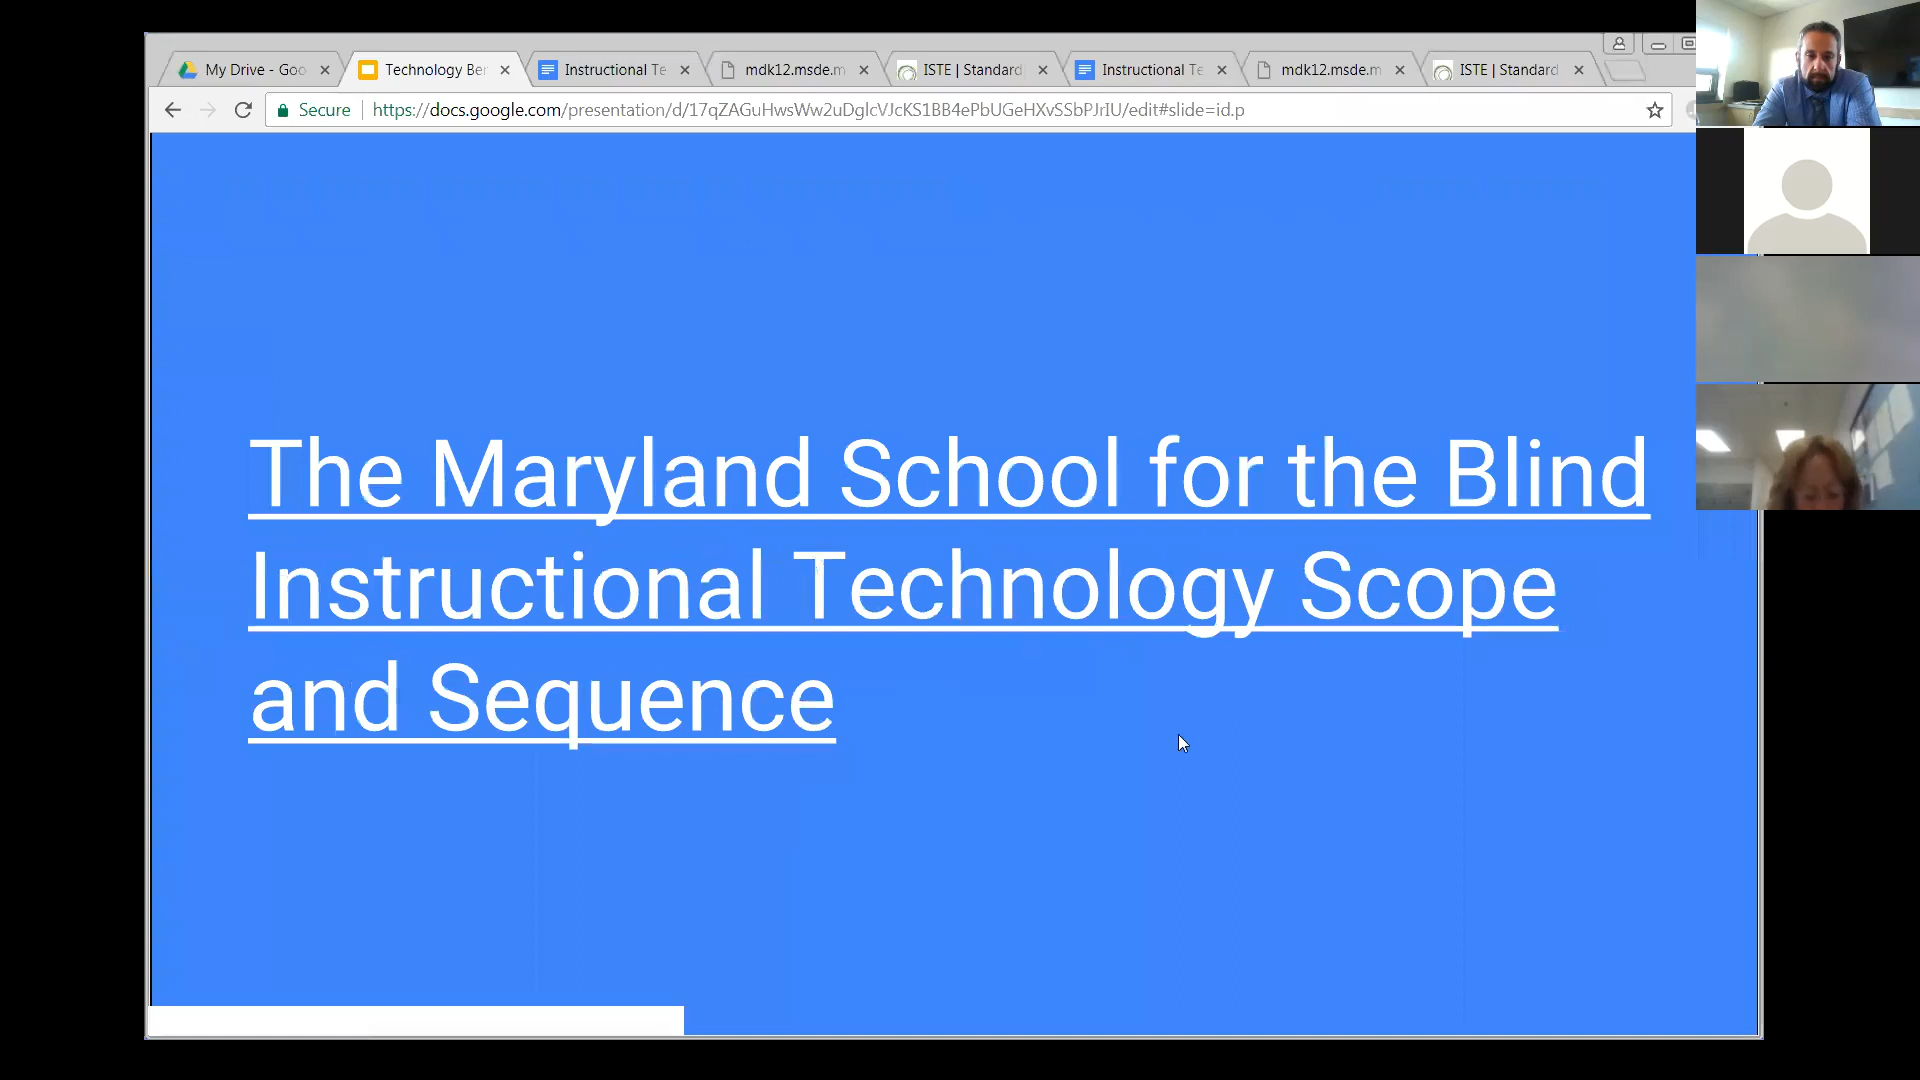 My Drive - Goo
Technology Ber
Instructional Te
mdk12.msde.m
ISTE | Standard
Instructional Te
mdk12.msde.m
ISTE | Standard
Secure
https://docs.google.com/presentation/d/17qZAGuHwsWw2uDglcVJcKS1BB4ePbUGeHXvSSbPJrIU/edit#slide=id.p
The Maryland School for the Blind
Instructional Technology Scope
and Sequence